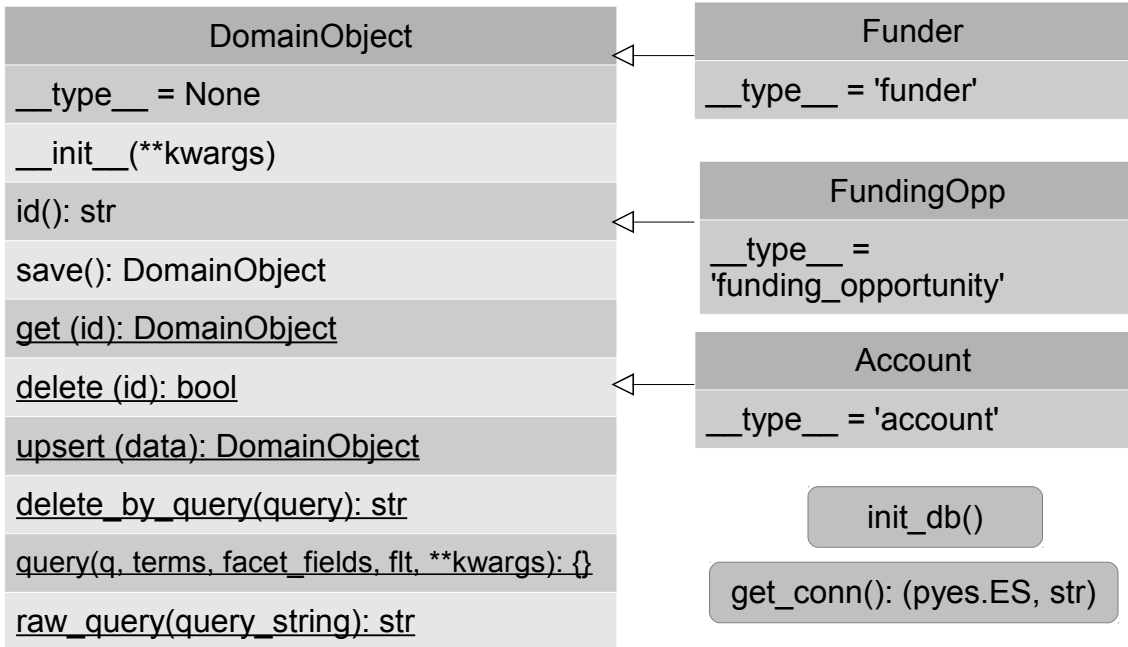 DomainObject
__type__ = None
__init__(**kwargs)
id(): str
save(): DomainObject
get (id): DomainObject
delete (id): bool
upsert (data): DomainObject
delete_by_query(query): str
query(q, terms, facet_fields, flt, **kwargs): {}
raw_query(query_string): str
Funder
__type__ = 'funder'
FundingOpp
__type__ =
'funding_opportunity'
Account
__type__ = 'account'
init_db()
get_conn(): (pyes.ES, str)